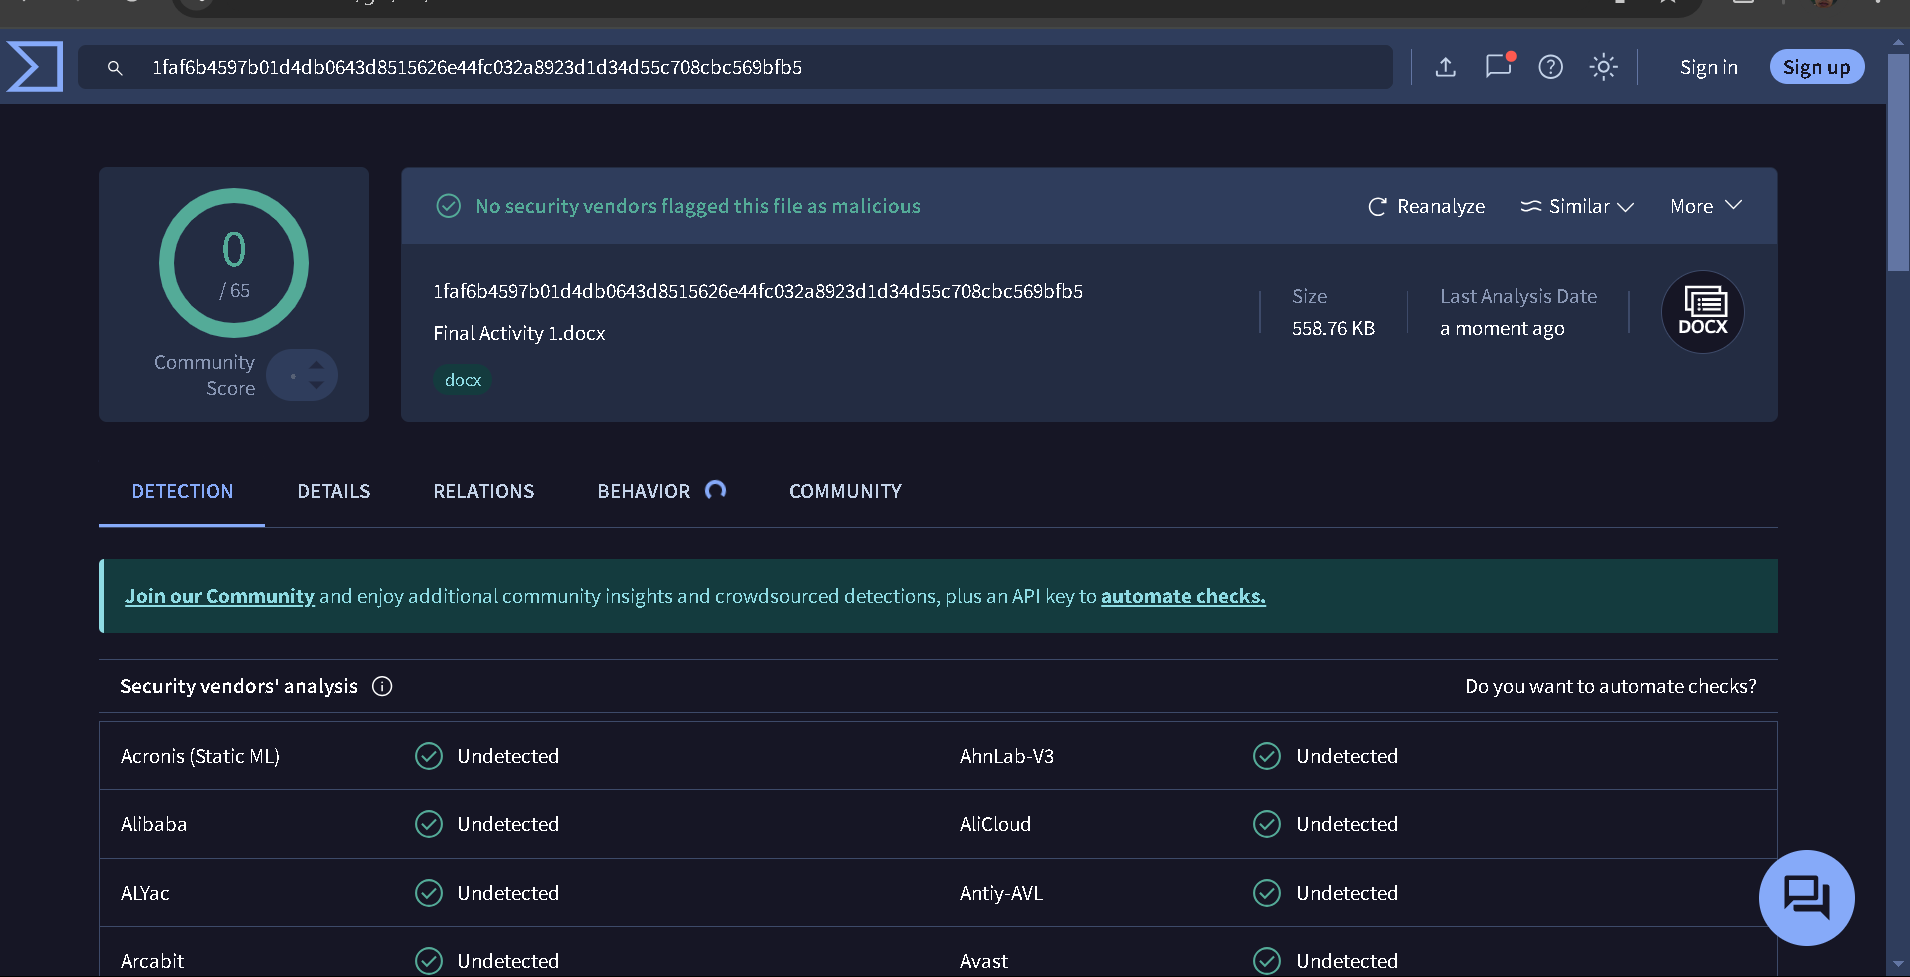 1faf6b4597b01d4db0643d8515626e44fc032a8923d1d34d55c708cbc569bfb5
Sign in
Sign up
0
/ 65
Community
Score
No security vendors flagged this file as malicious
Reanalyze
Similar
More
1faf6b4597b01d4db0643d8515626e44fc032a8923d1d34d55c708cbc569bfb5
Final Activity 1.docx
docx
Size
558.76 KB
Last Analysis Date
a moment ago
DOCX
DETECTION
DETAILS
RELATIONS
BEHAVIOR
COMMUNITY
Join our Community and enjoy additional community insights and crowdsourced detections, plus an API key to automate checks.
Security vendors' analysis
Do you want to automate checks?
Acronis (Static ML) Undetected AhnLab-V3 Undetected
Alibaba Undetected AliCloud Undetected
ALYac Undetected Antiy-AVL Undetected
Arcabit Undetected Avast Undetected